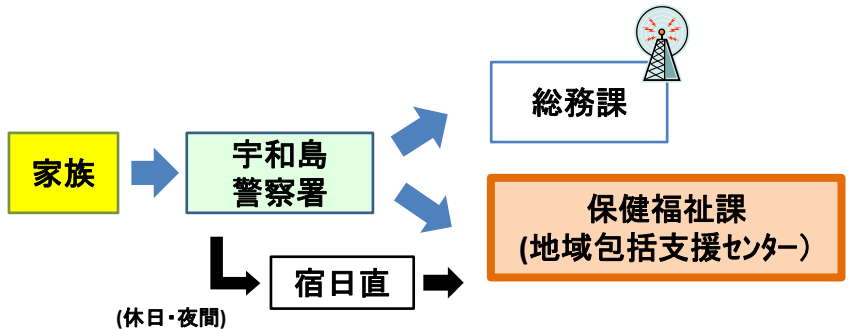 家族
宇和島
警察署
総務課
保健福祉課
(地域包括支援ｾﾝﾀｰ)
宿日直
(休日・夜間)